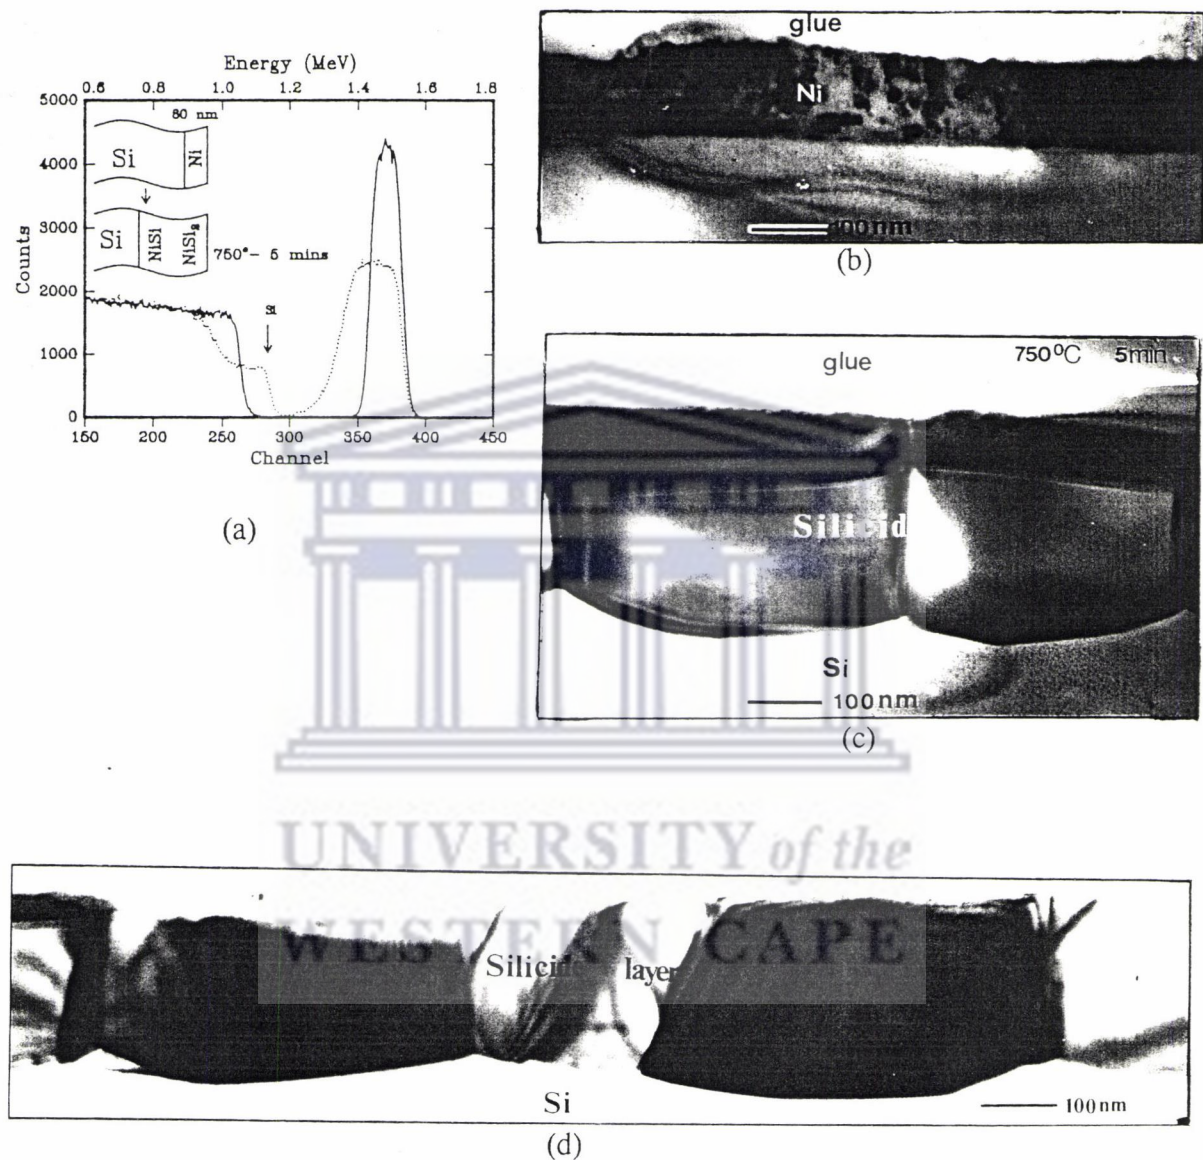 Energy (MeV)
0.6 0.8 1.0 1.2 1.4 1.6 1.8
5000
4000
3000
2000
1000
0
Counts
80 nm
Si
Ni
Si
NiSi
NiSi2
750°- 5 mins
Si
150 200 250 300 350 400 450
Channel
(a)
glue
Ni
100nm
(b)
glue
750°C 5min
Silicid
Si
100nm
(c)
UNIVERSITY of the
WESTERN CAPE
Silicide layer
Si
100nm
(d)